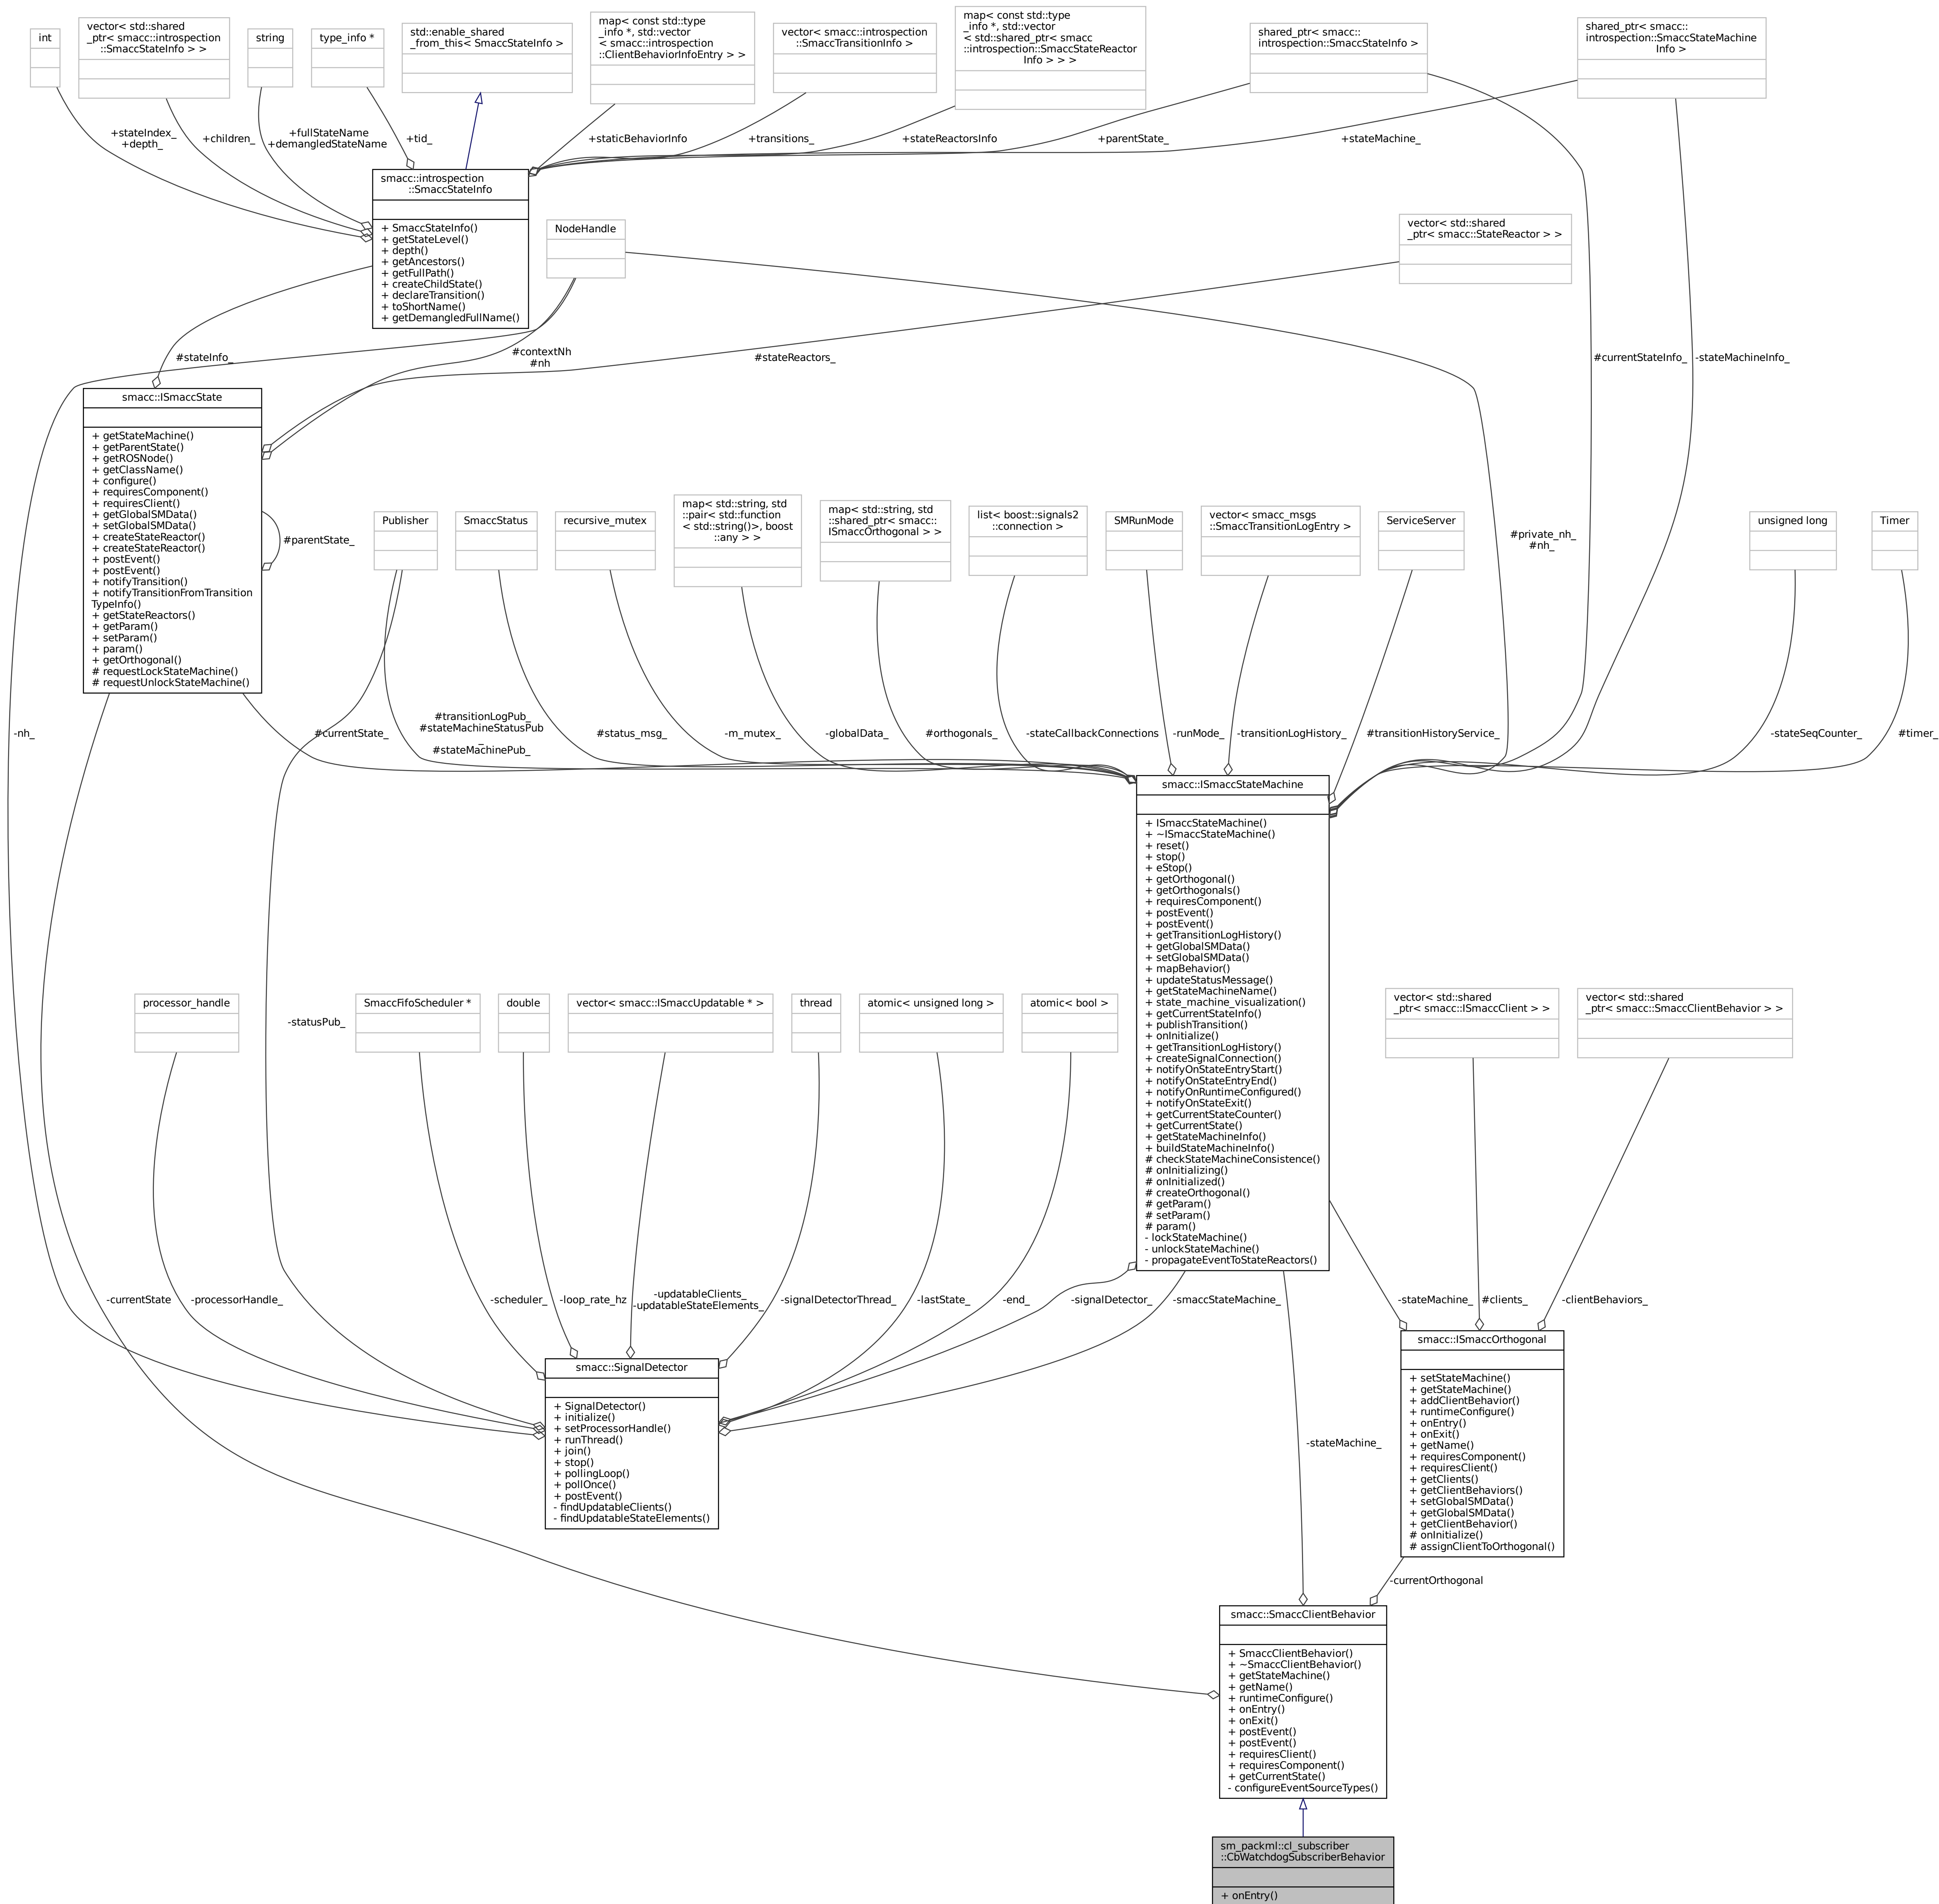 int
vector< std::shared
_ptr< smacc::introspection
::SmaccStateInfo > >
string
type_info *
std::enable_shared
_from_this< SmaccStateInfo >
map< const std::type
_info *, std::vector
< smacc::introspection
::ClientBehaviorInfoEntry > >
vector< smacc::introspection
::SmaccTransitionInfo >
map< const std::type
_info *, std::vector
< std::shared_ptr< smacc
::introspection::SmaccStateReactor
Info > > >
shared_ptr< smacc::
introspection::SmaccStateInfo >
shared_ptr< smacc::
introspection::SmaccStateMachine
Info >
+stateIndex_
+depth_
+children_
+fullStateName
+demangledStateName
+tid_
+staticBehaviorInfo
+transitions_
+stateReactorsInfo
+parentState_
+stateMachine_
smacc::introspection
::SmaccStateInfo
+ SmaccStateInfo()
+ getStateLevel()
+ depth()
+ getAncestors()
+ getFullPath()
+ createChildState()
+ declareTransition()
+ toShortName()
+ getDemangledFullName()
NodeHandle
vector< std::shared
_ptr< smacc::StateReactor > >
#stateInfo_
#contextNh
#nh
#stateReactors_
#currentStateInfo_
-stateMachineInfo_
smacc::ISmaccState
+ getStateMachine()
+ getParentState()
+ getROSNode()
+ getClassName()
+ configure()
+ requiresComponent()
+ requiresClient()
+ getGlobalSMData()
+ setGlobalSMData()
+ createStateReactor()
+ createStateReactor()
+ postEvent()
+ postEvent()
+ notifyTransition()
+ notifyTransitionFromTransition
TypeInfo()
+ getStateReactors()
+ getParam()
+ setParam()
+ param()
+ getOrthogonal()
# requestLockStateMachine()
# requestUnlockStateMachine()
#parentState_
Publisher
SmaccStatus
recursive_mutex
map< std::string, std
::pair< std::function
< std::string()>, boost
::any > >
map< std::string, std
::shared_ptr< smacc::
ISmaccOrthogonal > >
list< boost::signals2
::connection >
SMRunMode
vector< smacc_msgs
::SmaccTransitionLogEntry >
ServiceServer
#private_nh_
#nh_
unsigned long
Timer
-nh_
#currentState_
#transitionLogPub_
#stateMachineStatusPub
_
#stateMachinePub_
#status_msg_
-m_mutex_
-globalData_
#orthogonals_
-stateCallbackConnections
-runMode_
-transitionLogHistory_
#transitionHistoryService_
-stateSeqCounter_
#timer_
smacc::ISmaccStateMachine
+ ISmaccStateMachine()
+ ~ISmaccStateMachine()
+ reset()
+ stop()
+ eStop()
+ getOrthogonal()
+ getOrthogonals()
+ requiresComponent()
+ postEvent()
+ postEvent()
+ getTransitionLogHistory()
+ getGlobalSMData()
+ setGlobalSMData()
+ mapBehavior()
+ updateStatusMessage()
+ getStateMachineName()
+ state_machine_visualization()
+ getCurrentStateInfo()
+ publishTransition()
+ onInitialize()
+ getTransitionLogHistory()
+ createSignalConnection()
+ notifyOnStateEntryStart()
+ notifyOnStateEntryEnd()
+ notifyOnRuntimeConfigured()
+ notifyOnStateExit()
+ getCurrentStateCounter()
+ getCurrentState()
+ getStateMachineInfo()
+ buildStateMachineInfo()
# checkStateMachineConsistence()
# onInitializing()
# onInitialized()
# createOrthogonal()
# getParam()
# setParam()
# param()
- lockStateMachine()
- unlockStateMachine()
- propagateEventToStateReactors()
processor_handle
-statusPub_
SmaccFifoScheduler *
double
vector< smacc::ISmaccUpdatable * >
thread
atomic< unsigned long >
atomic< bool >
vector< std::shared
_ptr< smacc::ISmaccClient > >
vector< std::shared
_ptr< smacc::SmaccClientBehavior > >
-currentState
-processorHandle_
-scheduler_
-loop_rate_hz
-updatableClients_
-updatableStateElements_
-signalDetectorThread_
-lastState_
-end_
-signalDetector_
-smaccStateMachine_
-stateMachine_
#clients_
-clientBehaviors_
smacc::SignalDetector
+ SignalDetector()
+ initialize()
+ setProcessorHandle()
+ runThread()
+ join()
+ stop()
+ pollingLoop()
+ pollOnce()
+ postEvent()
- findUpdatableClients()
- findUpdatableStateElements()
-stateMachine_
smacc::ISmaccOrthogonal
+ setStateMachine()
+ getStateMachine()
+ addClientBehavior()
+ runtimeConfigure()
+ onEntry()
+ onExit()
+ getName()
+ requiresComponent()
+ requiresClient()
+ getClients()
+ getClientBehaviors()
+ setGlobalSMData()
+ getGlobalSMData()
+ getClientBehavior()
# onInitialize()
# assignClientToOrthogonal()
-currentOrthogonal
smacc::SmaccClientBehavior
+ SmaccClientBehavior()
+ ~SmaccClientBehavior()
+ getStateMachine()
+ getName()
+ runtimeConfigure()
+ onEntry()
+ onExit()
+ postEvent()
+ postEvent()
+ requiresClient()
+ requiresComponent()
+ getCurrentState()
- configureEventSourceTypes()
sm_packml::cl_subscriber
::CbWatchdogSubscriberBehavior
+ onEntry()